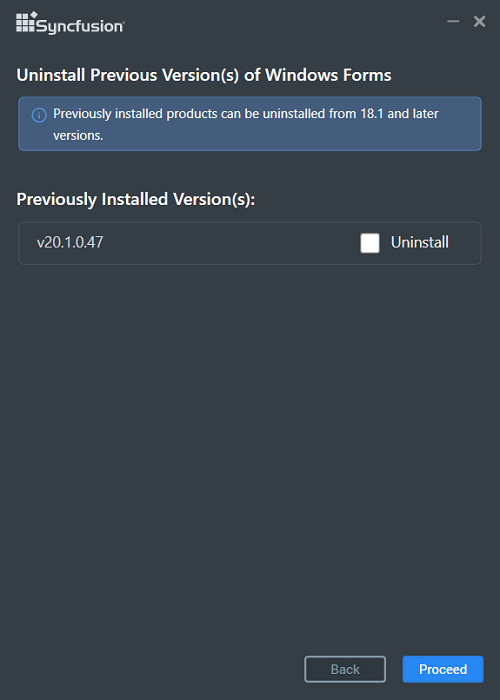 Syncfusion®
Uninstall Previous Version(s) of Windows Forms
Previously installed products can be uninstalled from 18.1 and later
versions.
Previously Installed Version(s):
v20.1.0.47 Uninstall
Back Proceed